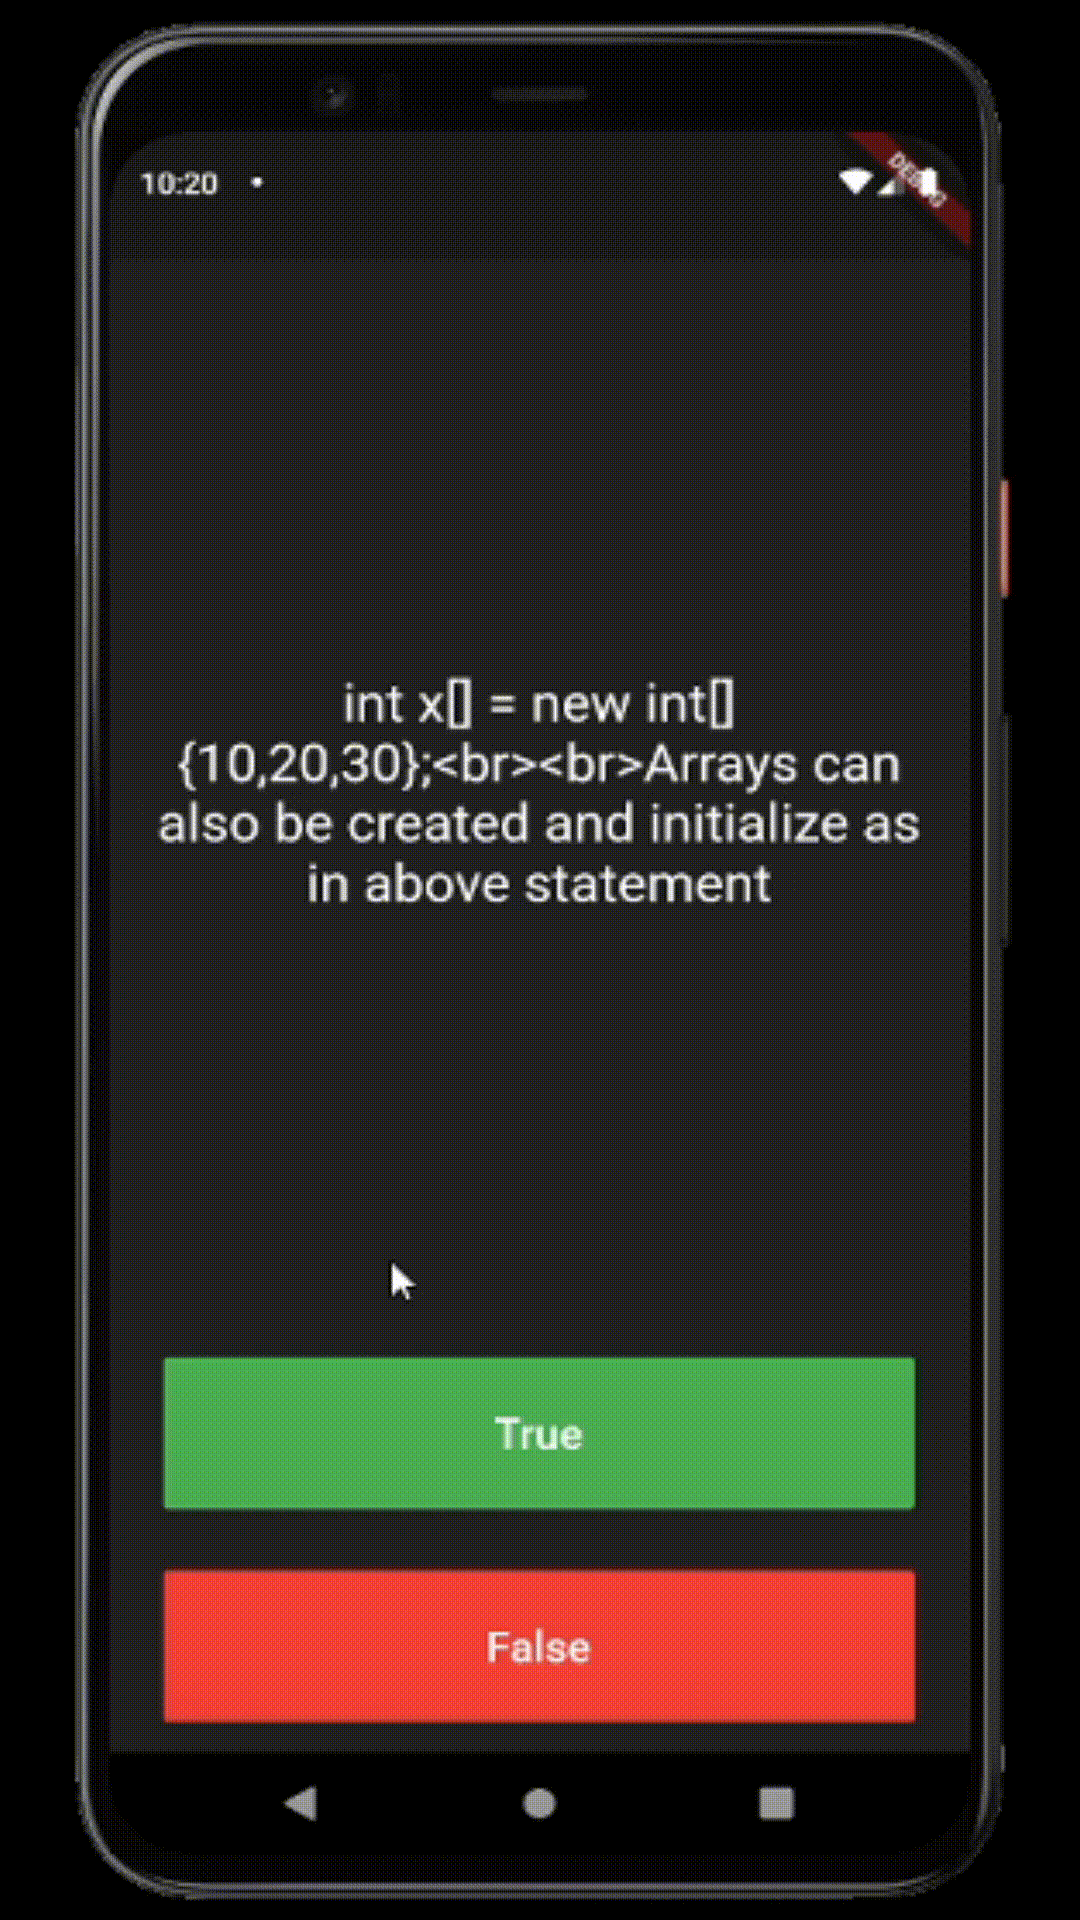 10:20
DEBUG
int x[] = new int[]
{10,20,30};<br><br>Arrays can
also be created and initialize as
in above statement
True
False